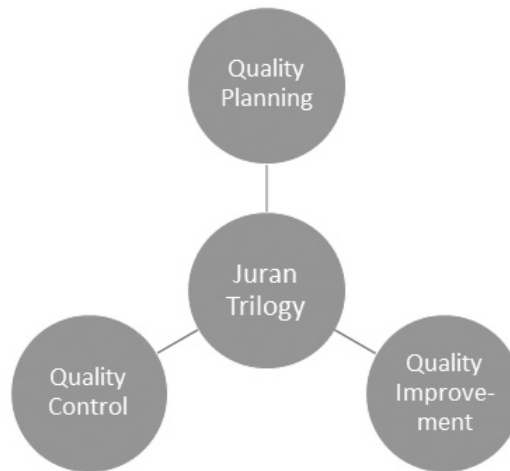 Quality
Planning
Juran
Trilogy
Quality
Control
Quality
Improve-
ment